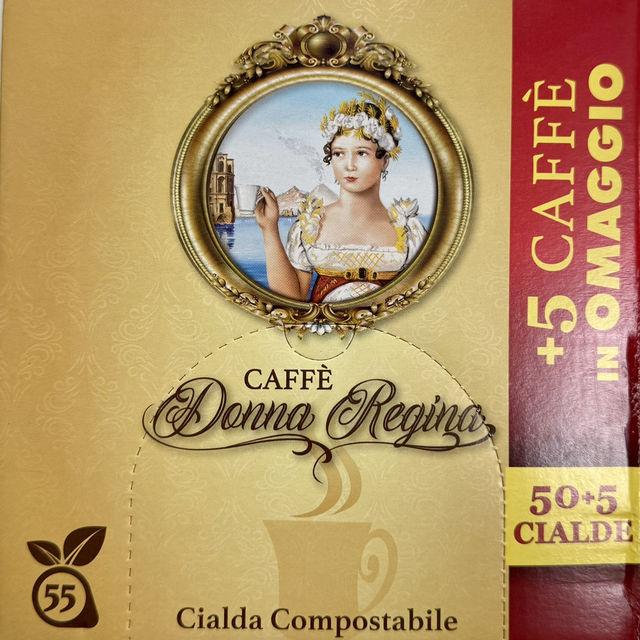 CAFFÈ
Donna Regina
Cialda Compostabile
55
+5 CAFFÈ
IN OMAGGIO
50+5
CIALDE